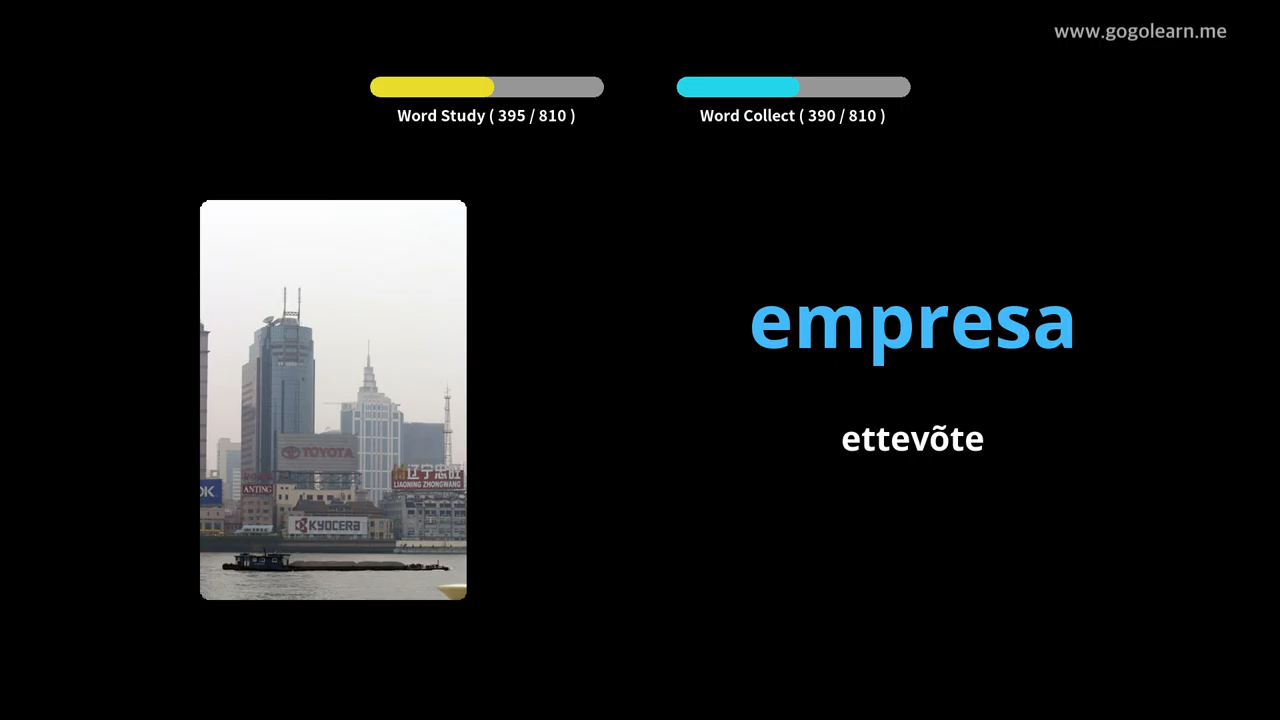 www.gogolearn.me
Word Study ( 395 / 810 )
Word Collect ( 390 / 810 )
empresa
ettevõte
TOYOTA
辽宁忠旺
LIAONING ZHONGWANG
OK
ANTING
KYOCERA